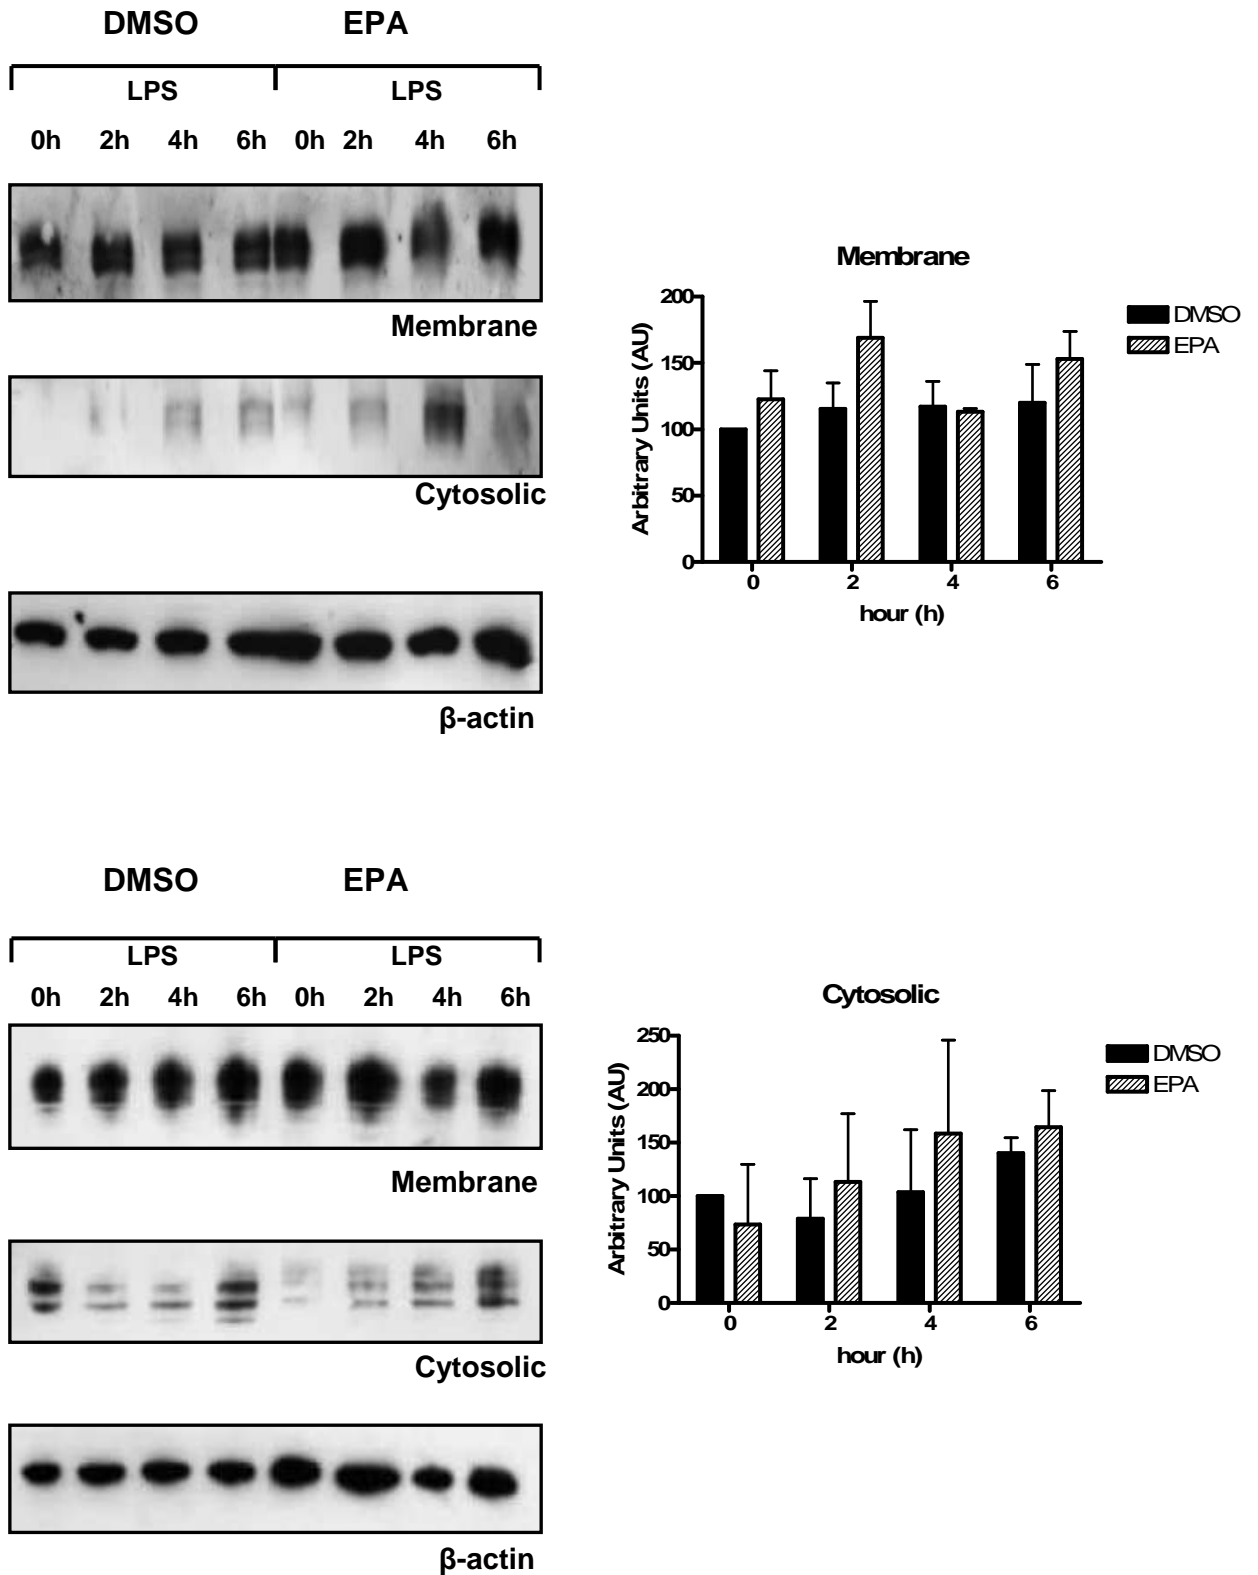 DMSO EPA
LPS LPS
0h 2h 4h 6h 0h 2h 4h 6h
Membrane
Cytosolic
β-actin
Membrane
Arbitrary Units (AU)
200
150
100
50
0
0 2 4 6
hour (h)
DMSO
EPA
DMSO EPA
LPS LPS
0h 2h 4h 6h 0h 2h 4h 6h
Membrane
Cytosolic
β-actin
Cytosolic
Arbitrary Units (AU)
250
200
150
100
50
0
0 2 4 6
hour (h)
DMSO
EPA